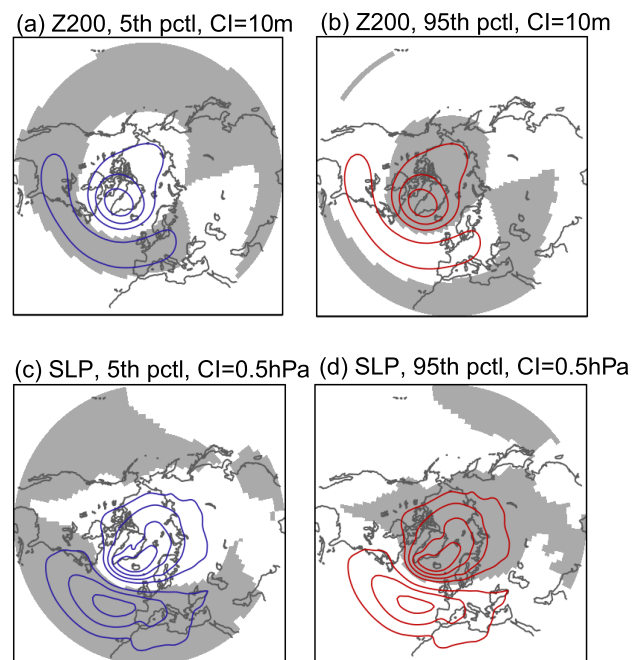 (a) Z200, 5th pctl, CI=10m
(b) Z200, 95th pctl, CI=10m
(c) SLP, 5th pctl, CI=0.5hPa
(d) SLP, 95th pctl, CI=0.5hPa